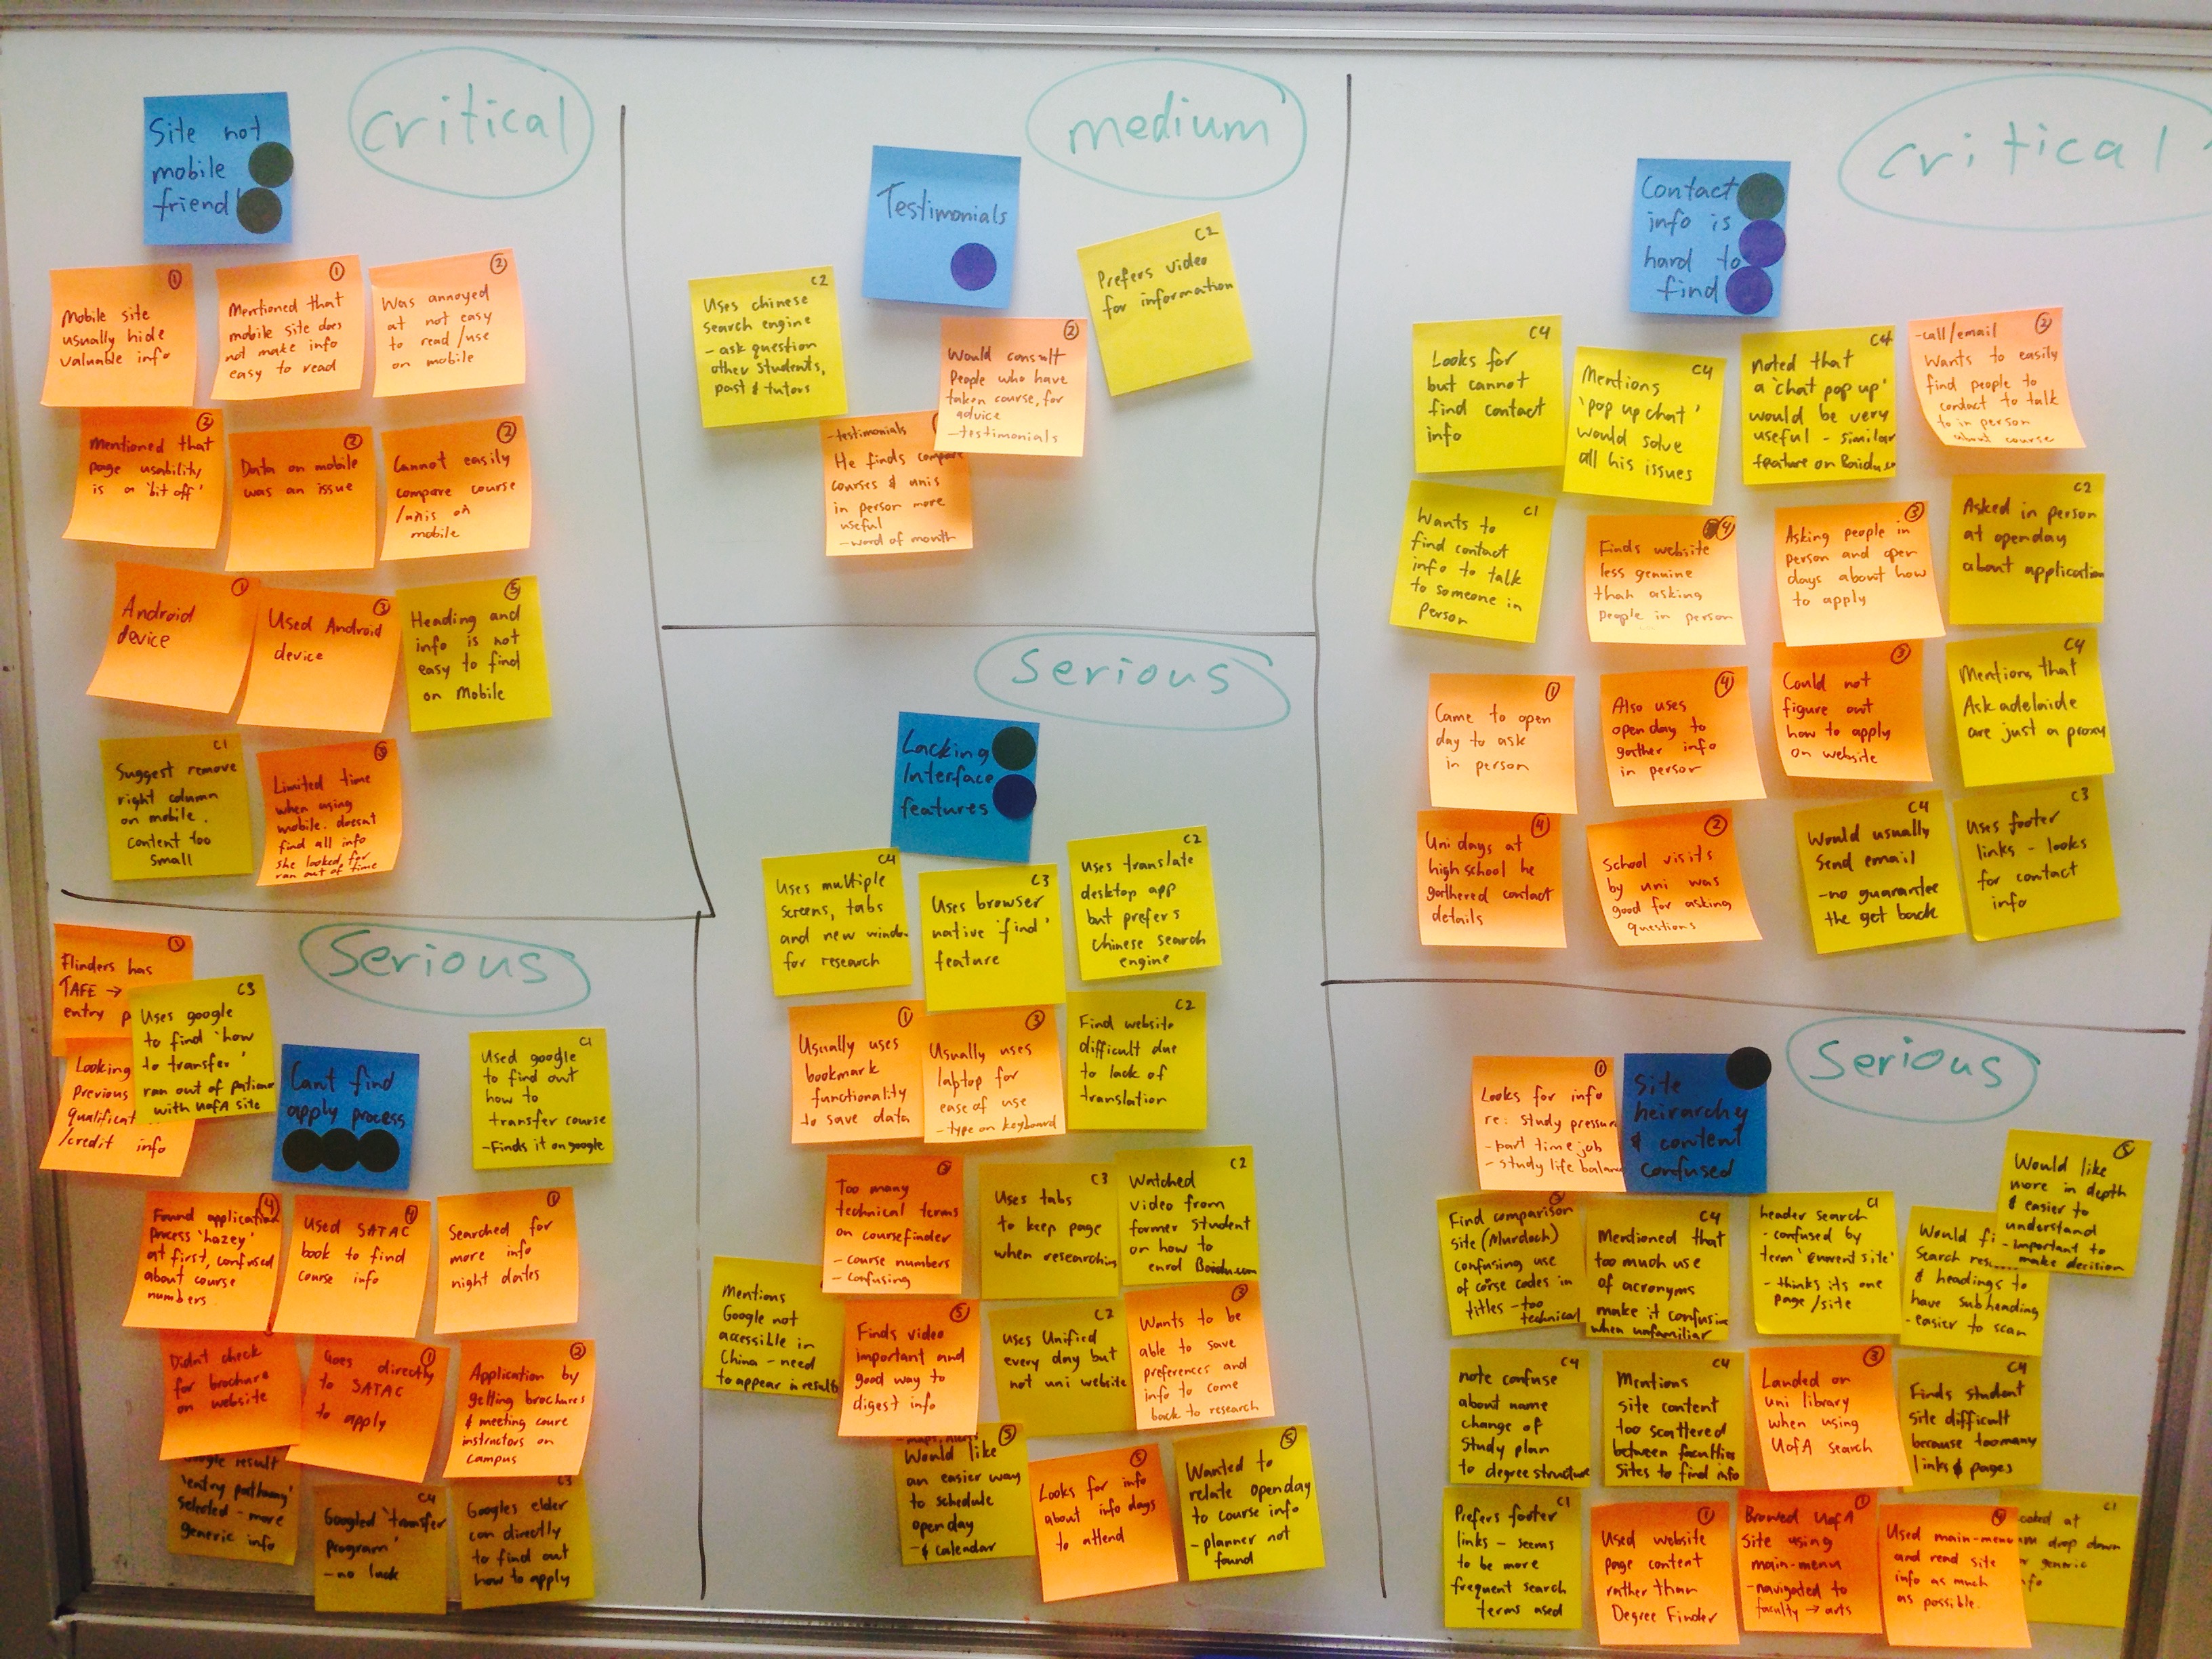 critical
Site not
mobile
friend
1
Mobile site
usually hide
valuable info
1
Mentioned that
mobile site does
not make info
easy to read
2
Was annoyed
at not easy
to read/use
on mobile
Mentioned that
page usability
is a 'bit off'
3
Data on mobile
was an issue
2
Cannot easily
compare course
/unis on
mobile
1
Android
device
3
Used Android
device
5
Heading and
info is not
easy to find
on Mobile
C1
Suggest remove
right column
on mobile.
Content too
small
3
Limited time
when using
mobile. doesnt
find all info
she looked for
ran out of time
medium
Testimonials
C2
Uses chinese
search engine
- ask question
other students,
past & tutors
2
Would consult
people who have
taken course, for
advice
- testimonials
C2
Prefers video
for information
- testimonials
He finds compare
courses & unis
in person more
useful
- word of month
critical
Contact
info is
hard to
find
C4
Looks for
but cannot
find contact
info
C4
Mentions
'pop up chat'
would solve
all his issues
C4
noted that
a 'chat pop up'
would be very
useful - similar
feature on Baidu.co
2
- call/email
Wants to easily
find people to
contact to talk
to in person
about course
C1
Wants to
find contact
info to talk
to someone in
person
4
Finds website
less genuine
than asking
people in person
3
Asking people in
person and open
days about how
to apply
C2
Asked in person
at openday
about application
1
Came to open
day to ask
in person
4
Also uses
openday to
gather info
in person
3
Could not
figure out
how to apply
on website
C4
Mentions that
Ask adelaide
are just a proxy
4
Uni days at
high school he
gathered contact
details
2
School visits
by uni was
good for asking
questions
C4
Would usually
send email
- no guarantee
the get back
C3
Uses footer
links - looks
for contact
info
serious
Flinders has
TAFE →
entry p
Looking
previous
qualificat
/credit info
C3
Uses google
to find 'how
to transfer'
ran out of patience
with UofA site
Cant find
apply process
C1
Used google
to find out
how to
transfer course
- Finds it on google
4
Found application
process 'hazey'
at first, confused
about course
numbers
4
Used SATAC
book to find
course info
1
Searched for
more info
night dates
Didnt check
for brochure
on website
1
Goes directly
to SATAC
to apply
2
Application by
getting brochures
& meeting coure
instructors on
campus
result
'entry pathway'
selected - more
generic info
C4
Googled 'transfer
program'
- no luck
C3
Googles elder
con directly
to find out
how to apply
serious
Lacking
Interface
features
C4
Uses multiple
screens, tabs
and new window
for research
C3
Uses browser
native 'find'
feature
C2
Uses translate
desktop app
but prefers
chinese search
engine
1
Usually uses
bookmark
functionality
to save data
3
Usually uses
laptop for
ease of use
- type on keyboard
C2
Find website
difficult due
to lack of
translation
Too many
technical terms
on coursefinder
- course numbers
- confusing
C3
Uses tabs
to keep page
when researching
C2
Watched
video from
former student
on how to
enrol Baidu.com
Mentions
Google not
accessible in
China - need
to appear in results
5
Finds video
important and
good way to
digest info
C2
uses Unified
every day but
not uni website
3
Wants to be
able to save
preferences and
info to come
back to research
5
Would like
an easier way
to schedule
openday
- & calendar
5
Looks for info
about info days
to attend
5
Wanted to
relate openday
to course info
- planner not
found
serious
1
Looks for info
re: study pressure
- part time job
- study life balance
Site
heirarchy
& content
confused
5
Would like
more in depth
& easier to
understand
- important to
make decision
Find comparison
site (Murdoch)
confusing use
of corse codes in
titles - too
technical
C4
Mentioned that
too much use
of acronyms
make it confusing
when unfamiliar
C1
header search
- confused by
term 'current site'
- thinks its one
page/site
Would
search
& headings to
have subheading
- easier to scan
C4
note confuse
about name
change of
Study plan
to degree structure
C4
Mentions
site content
too scattered
between faculties
sites to find info
3
Landed on
uni library
when using
UofA search
C4
Finds student
site difficult
because too many
links & pages
C1
Prefers footer
links - seems
to be more
frequent search
terms used
1
Used website
page content
rather than
Degree Finder
1
Browed UofA
site using
main-menu
- navigated to
faculty → arts
Used main-menu
and read site
info as much
as possible.
C1
at
drop down
generic